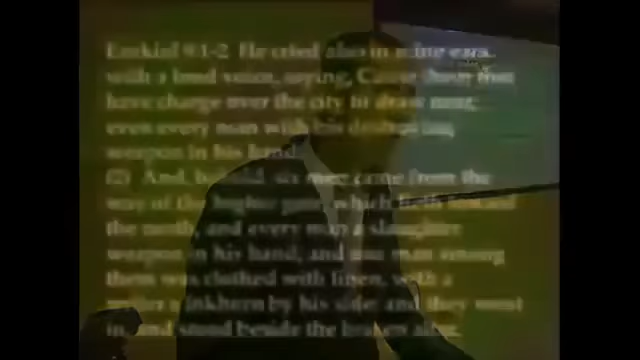 Ezekiel 9:1-2 He cried also in mine ears
with a loud voice, saying, Cause them that
have charge over the city to draw near,
even every man with his destroying
weapon in his hand.
(2) And, behold, six men came from the
way of the higher gate, which lieth toward
the north, and every man a slaughter
weapon in his hand; and one man among
them was clothed with linen, with a
writer's inkhorn by his side: and they went
in, and stood beside the brasen altar.